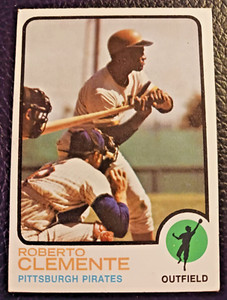 ROBERTO
CLEMENTE
PITTSBURGH PIRATES
OUTFIELD